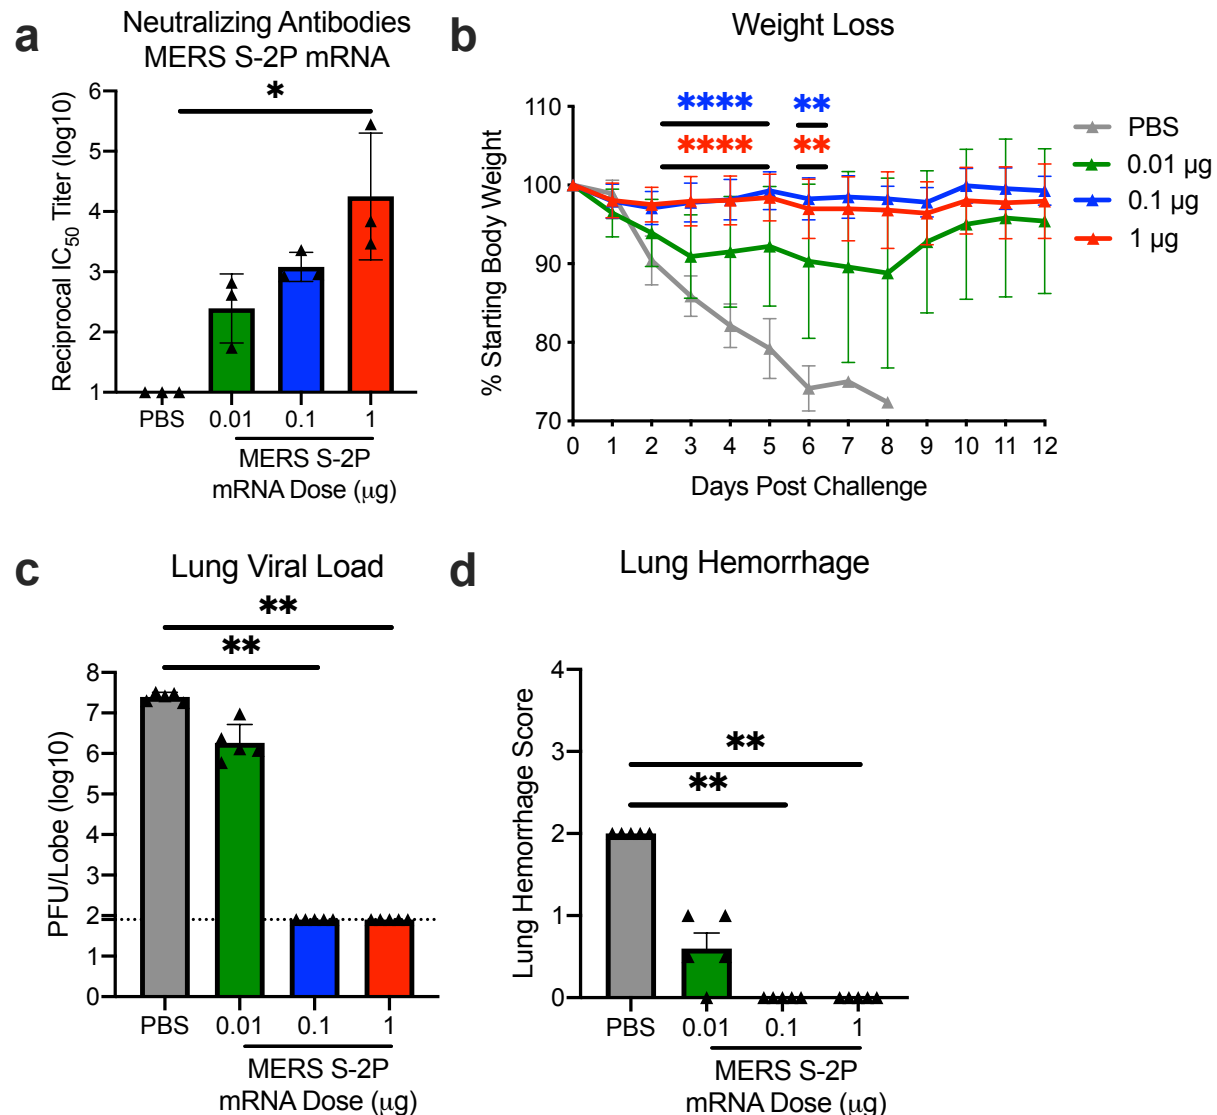 a
Neutralizing Antibodies
MERS S-2P mRNA
*
Reciprocal IC50 Titer (log10)
6
5
4
3
2
1
PBS 0.01 0.1 1
MERS S-2P
mRNA Dose (µg)
b
Weight Loss
**** **
**** **
% Starting Body Weight
110
100
90
80
70
0 1 2 3 4 5 6 7 8 9 10 11 12
Days Post Challenge
PBS
0.01 µg
0.1 µg
1 µg
c
Lung Viral Load
**
**
PFU/Lobe (log10)
8
7
6
5
4
3
2
1
0
PBS 0.01 0.1 1
MERS S-2P
mRNA Dose (µg)
d
Lung Hemorrhage
**
**
Lung Hemorrhage Score
4
3
2
1
0
PBS 0.01 0.1 1
MERS S-2P
mRNA Dose (µg)